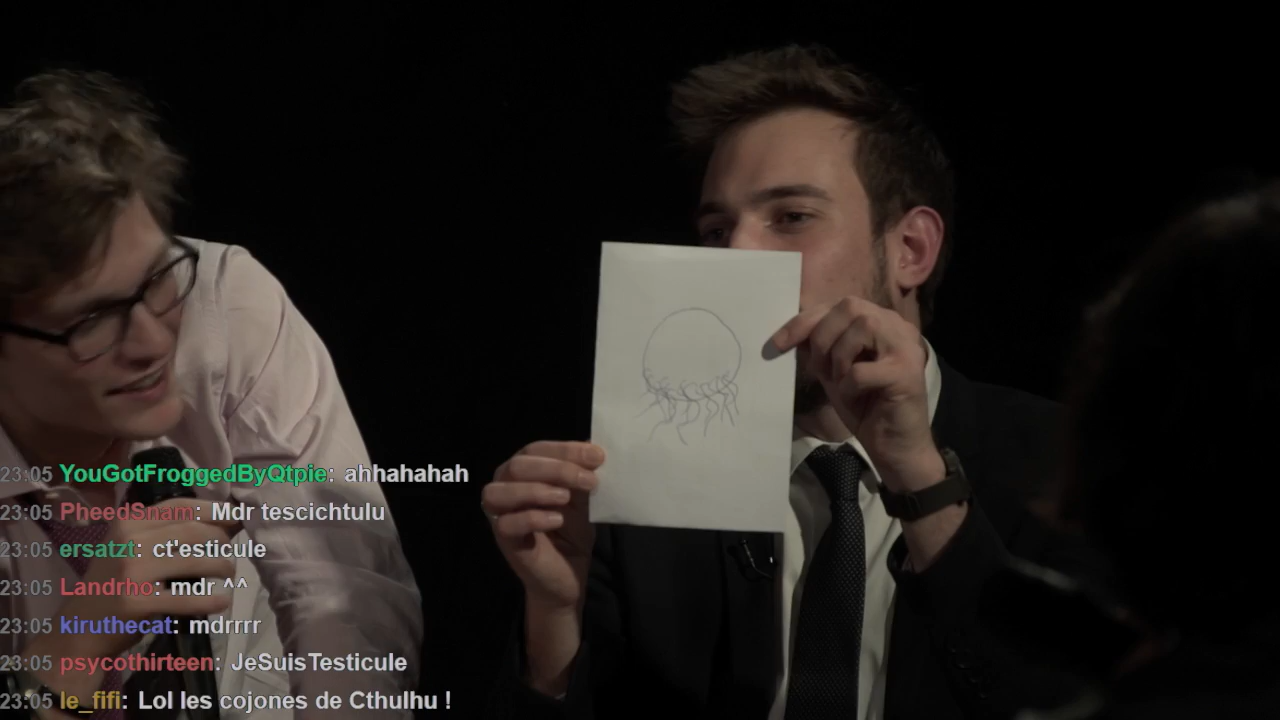 23:05 YouGotFroggedByQtpie: ahhahahah
23:05 PheedSnam: Mdr tescichtulu
23:05 ersatzt: ct'esticule
23:05 Landrho: mdr ^^
23:05 kiruthecat: mdrrrr
23:05 psycothirteen: JeSuisTesticule
23:05 le_fifi: Lol les cojones de Cthulhu !